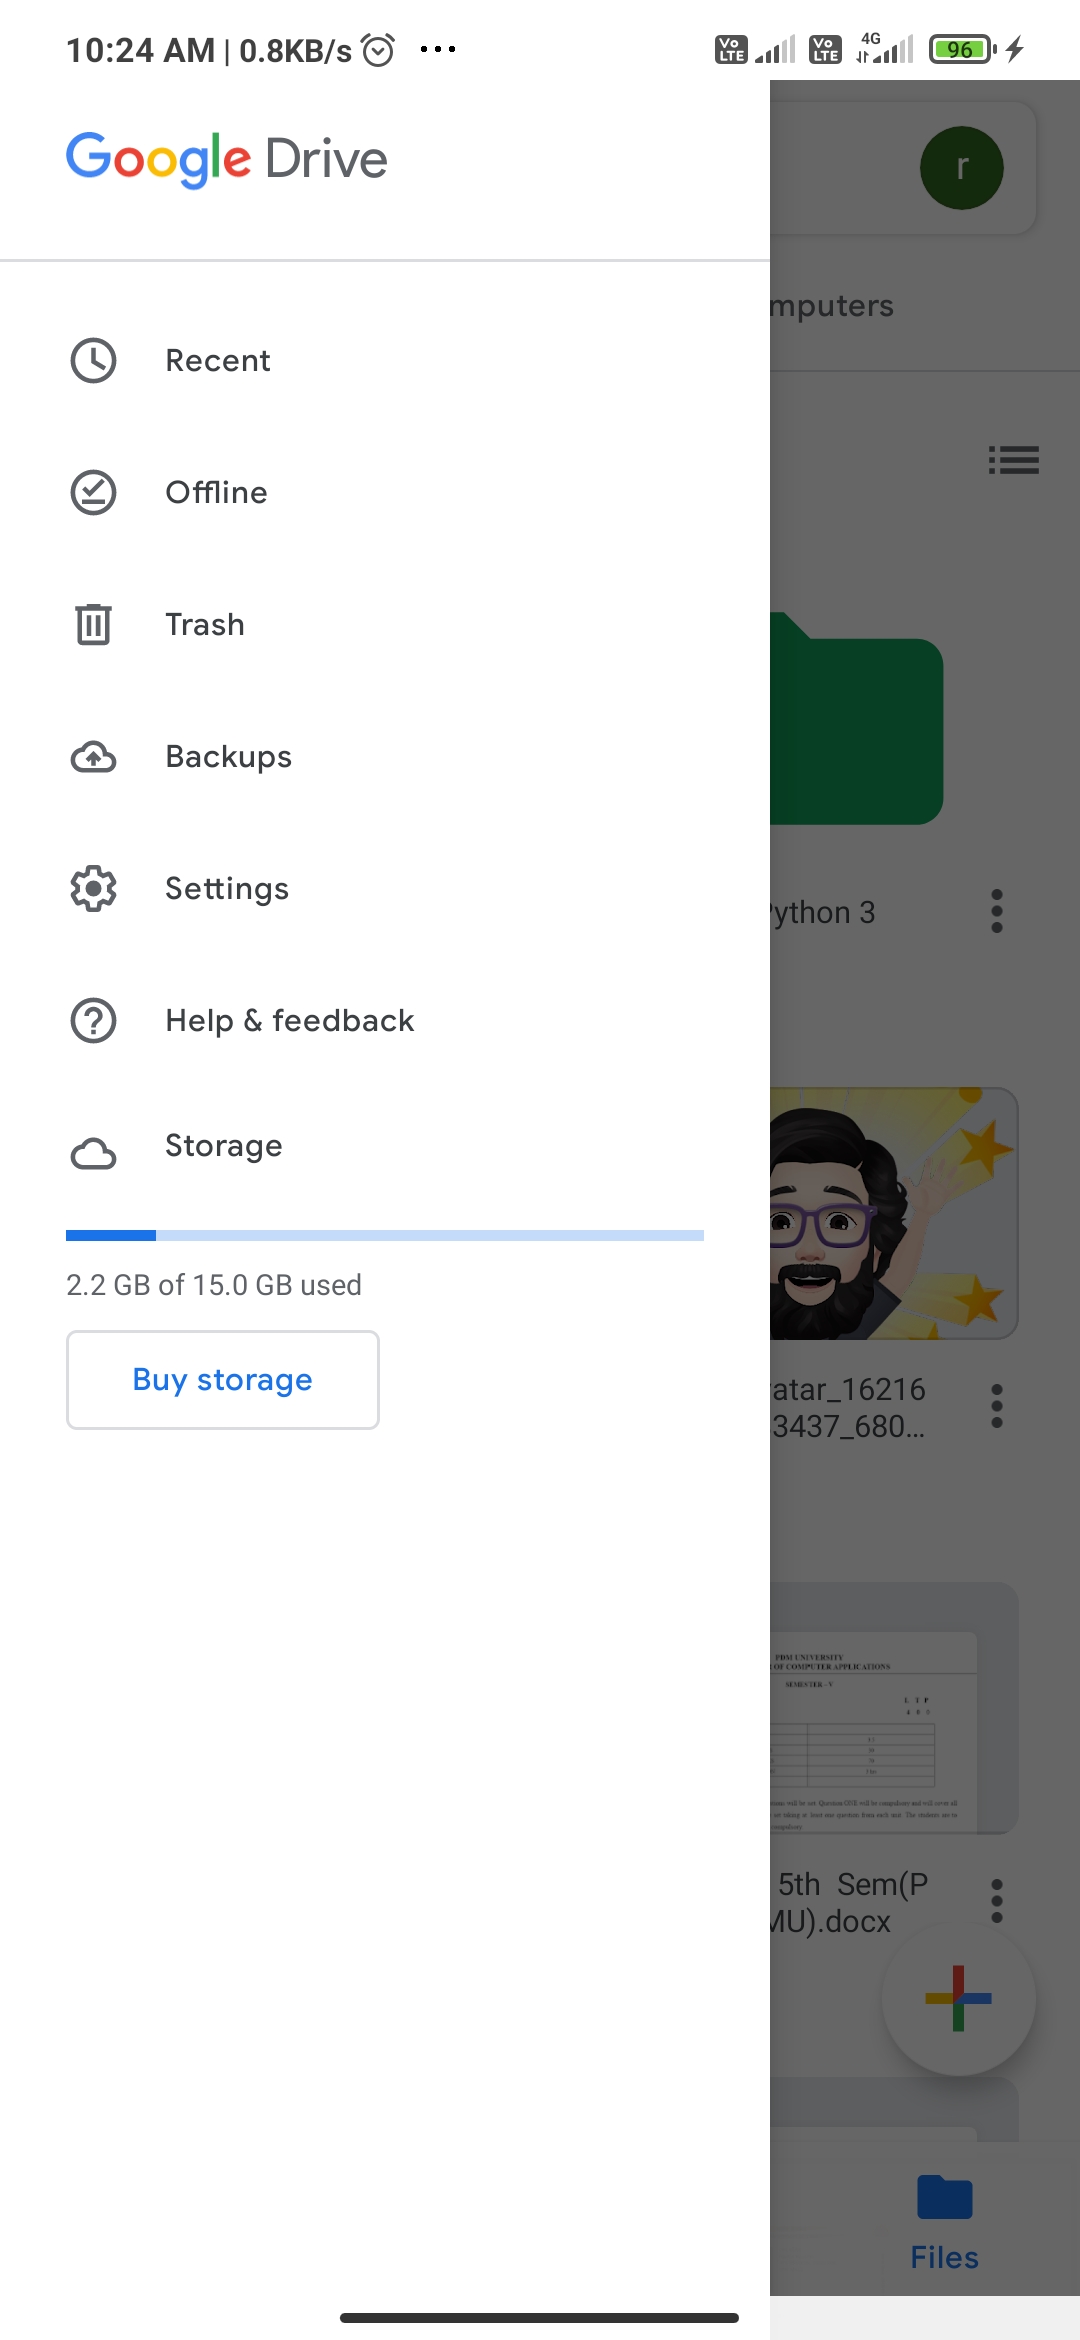 10:24 AM | 0.8KB/s
Vo LTE
Vo LTE
4G
96
Google Drive
r
mputers
Recent
Offline
Trash
Backups
Settings
ython 3
Help & feedback
Storage
2.2 GB of 15.0 GB used
Buy storage
atar_16216
3437_680...
PDM UNIVERSITY
OF COMPUTER APPLICATIONS
SEMESTER - V
L T P
5th Sem(P
MU).docx
Files